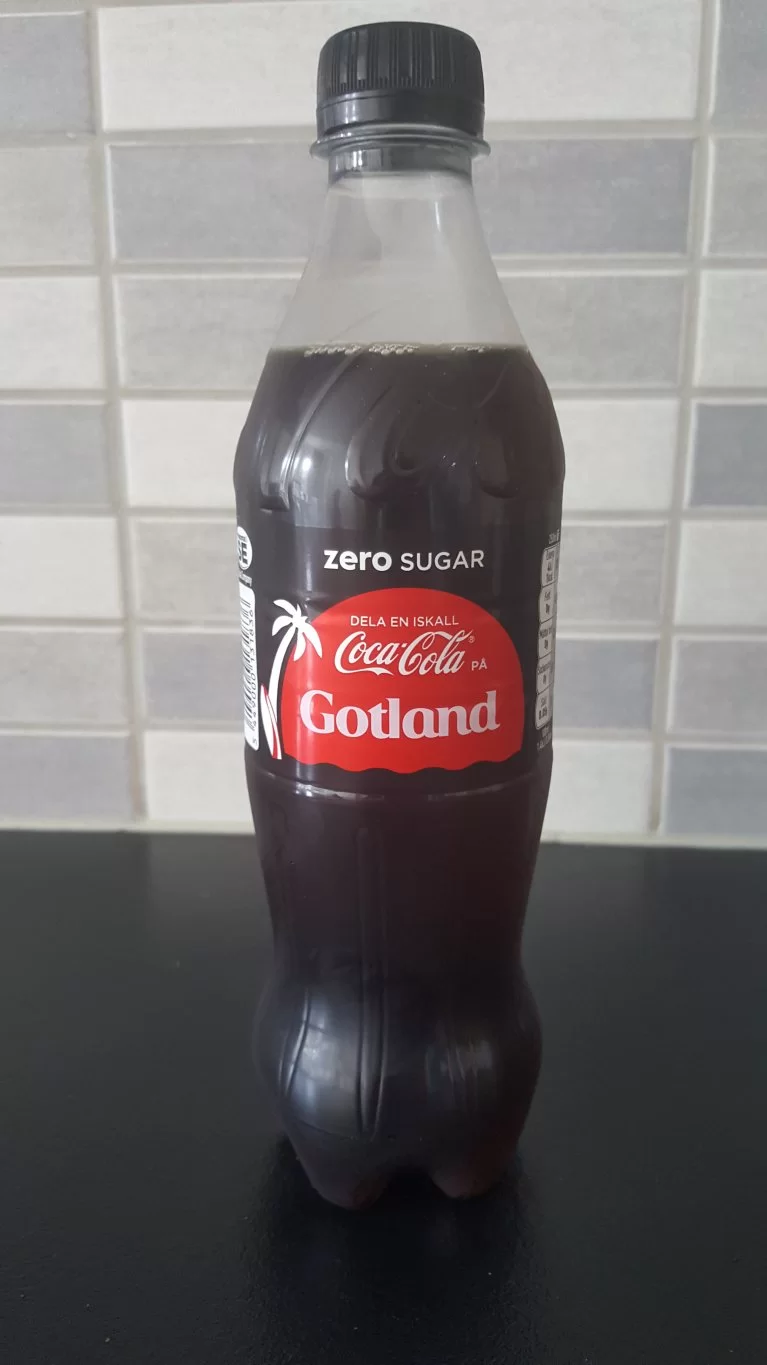 zero SUGAR
DELA EN ISKALL
Coca-Cola® PÅ
Gotland